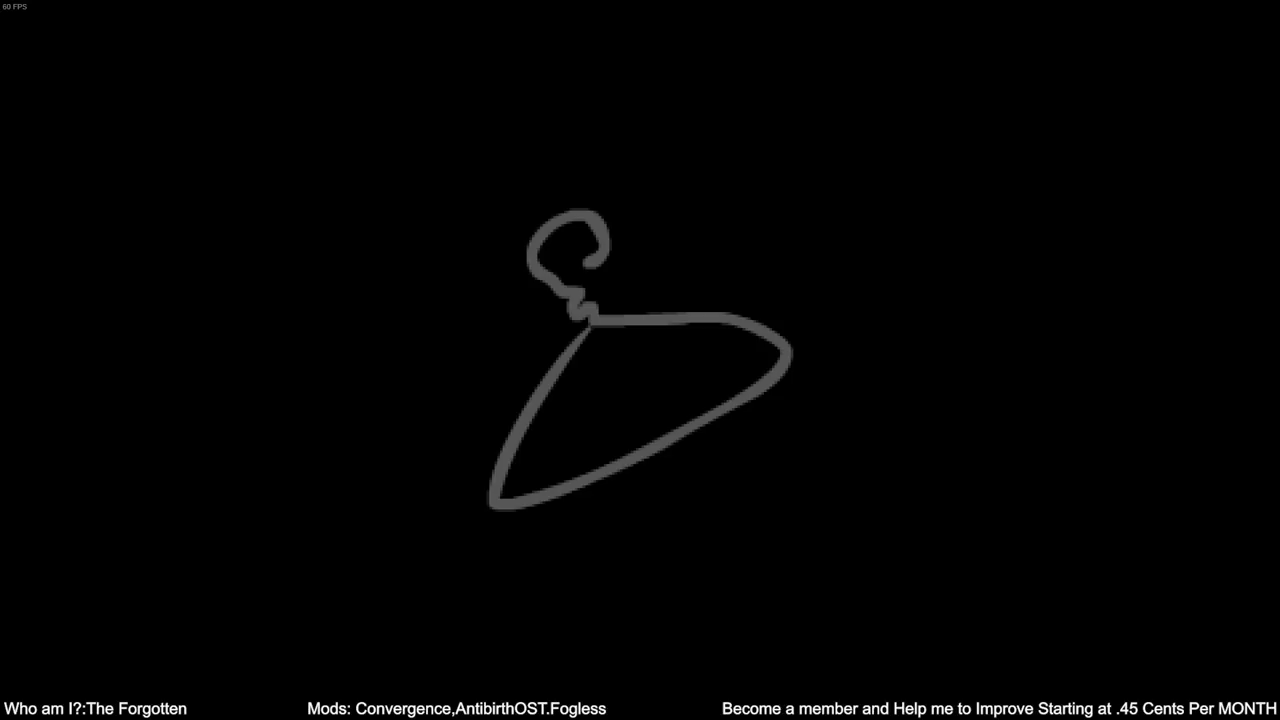 60 FPS
Who am I?:The Forgotten
Mods: Convergence,AntibirthOST.Fogless
Become a member and Help me to Improve Starting at .45 Cents Per MONTH